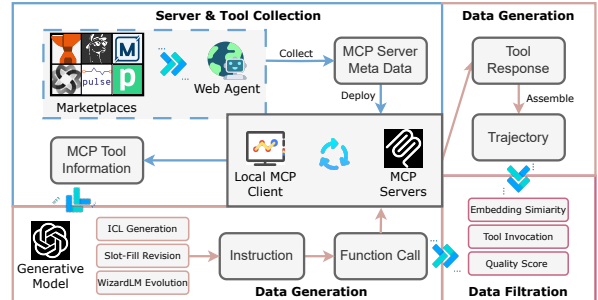 Server & Tool Collection
Data Generation
pulse
Marketplaces
Web Agent
Collect
MCP Server
Meta Data
Deploy
Tool
Response
Assemble
Trajectory
MCP Tool
Information
Local MCP
Client
MCP
Servers
Generative
Model
ICL Generation
Slot-Fill Revision
WizardLM Evolution
Instruction
Function Call
Data Generation
Embedding Simiarity
Tool Invocation
Quality Score
Data Filtration